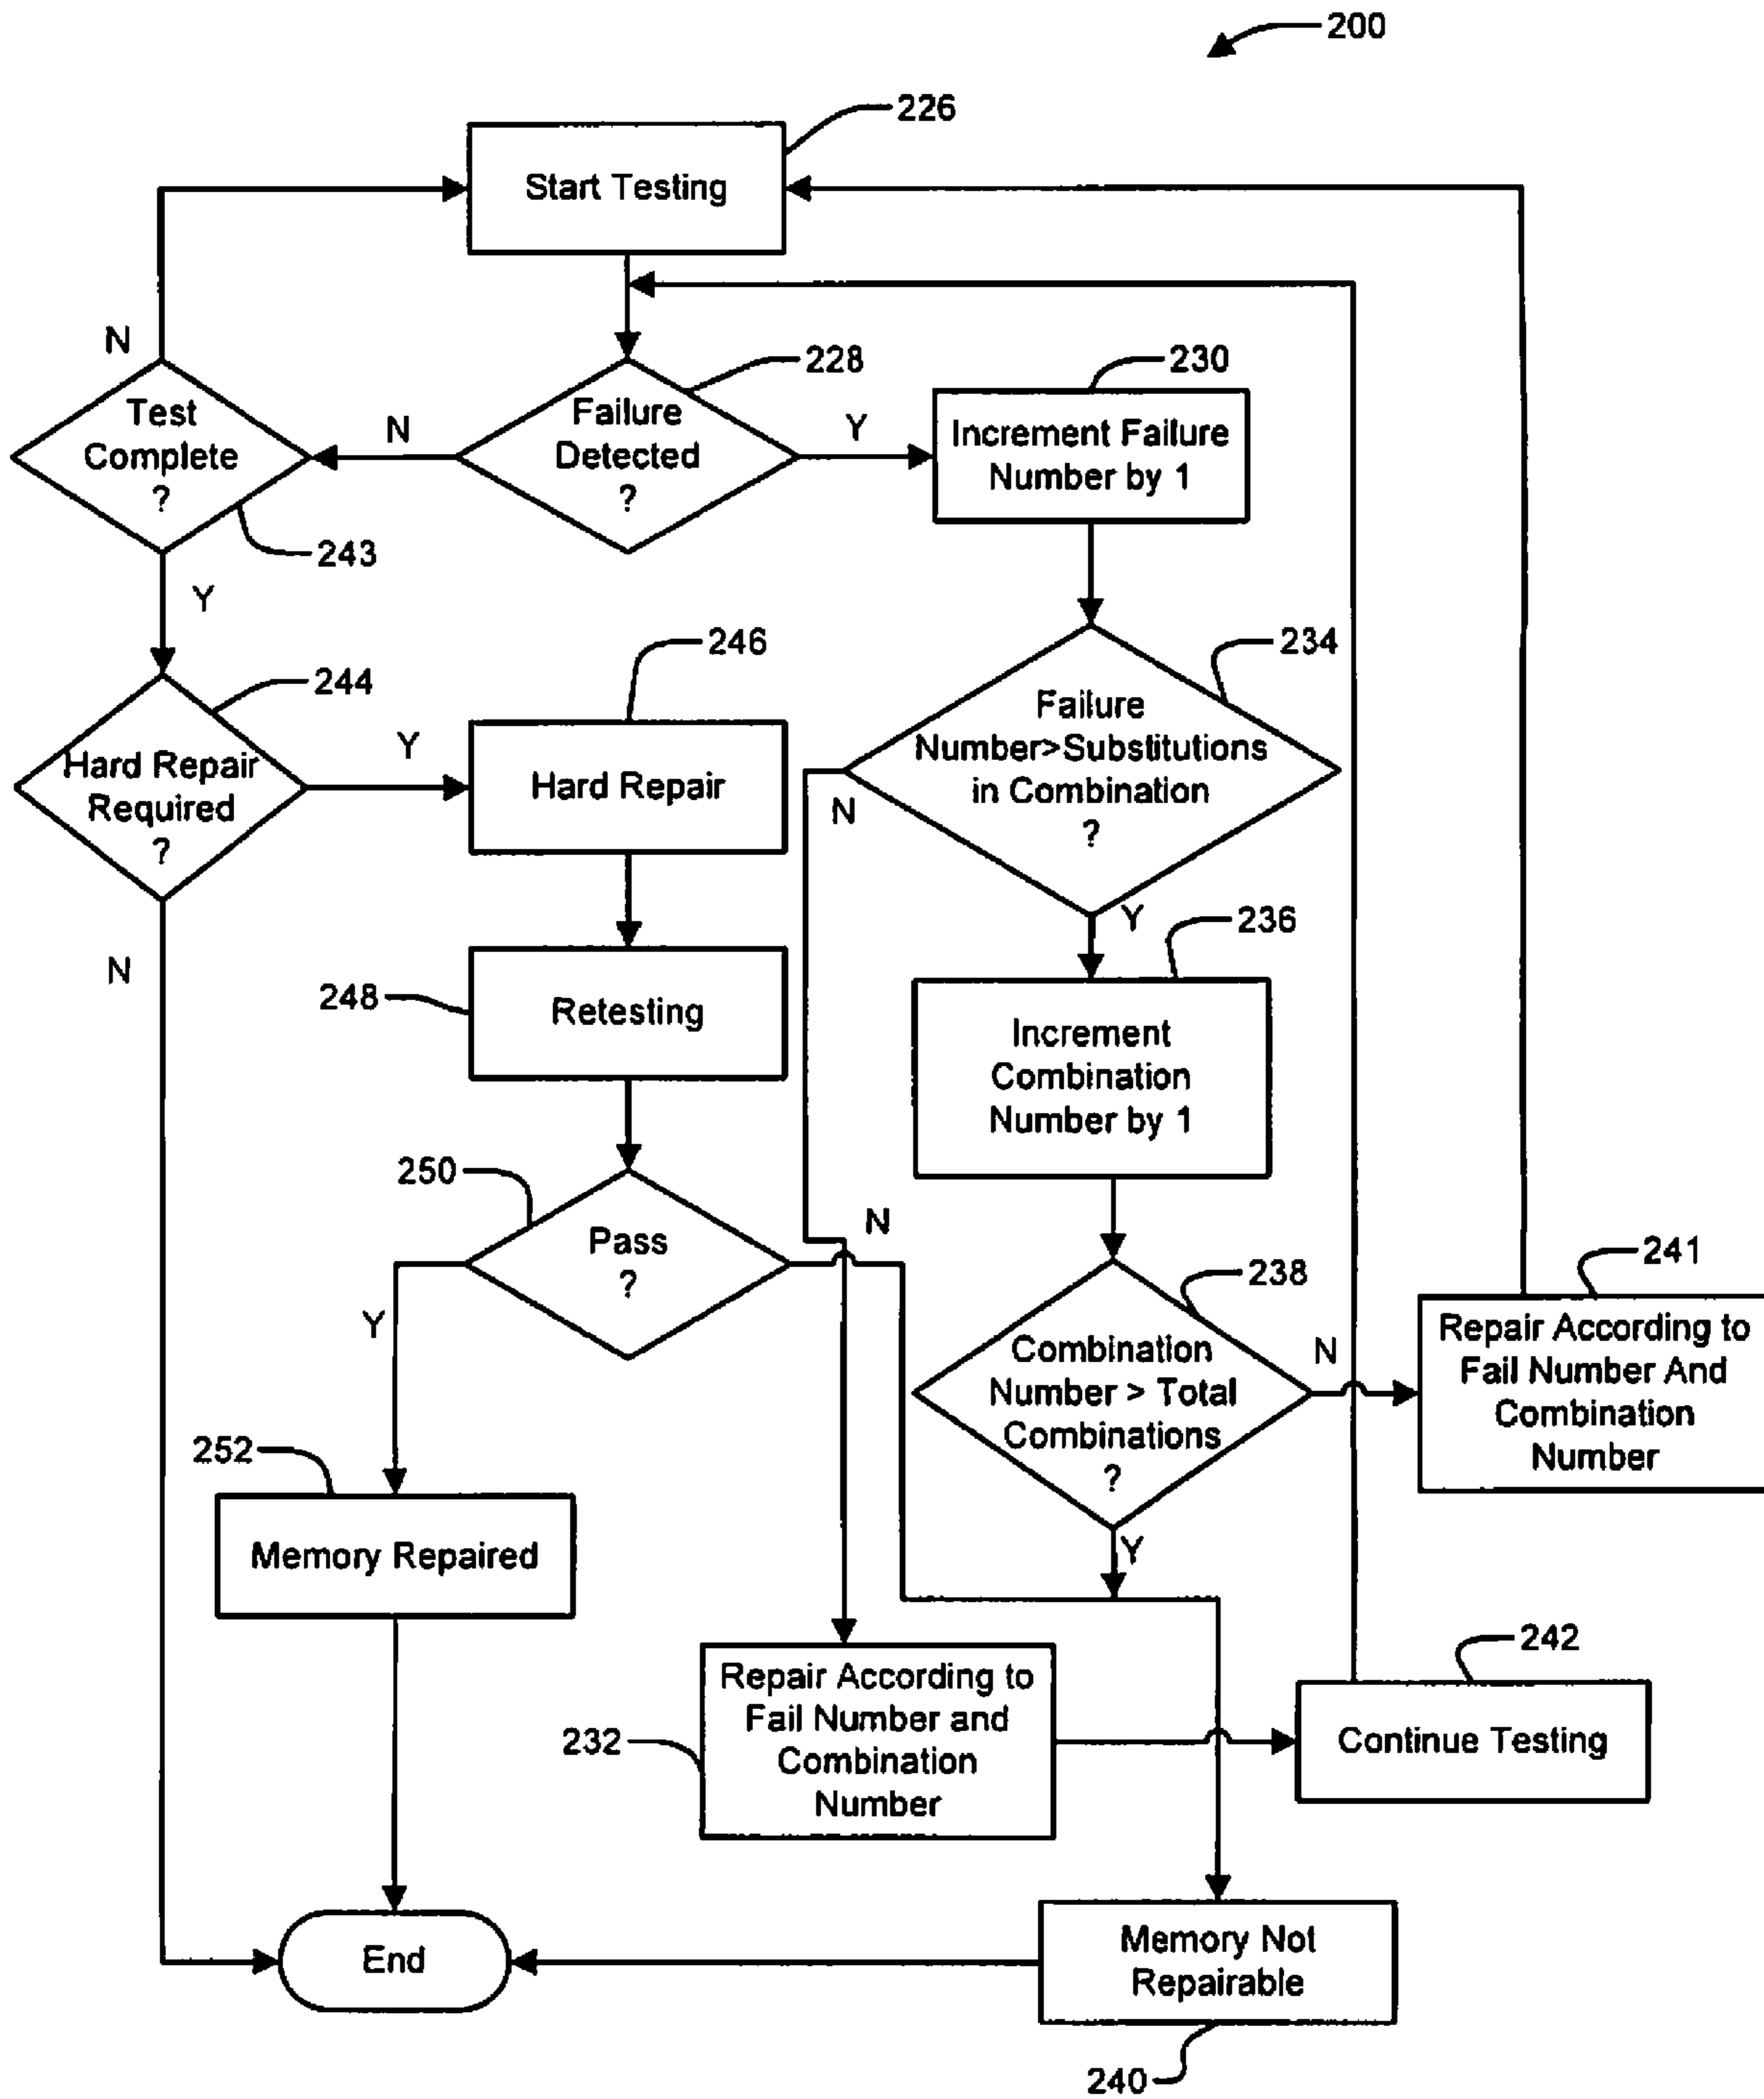 200
226
Start Testing
N
228
230
Test
Complete
?
N
Failure
Detected
?
Y
Increment Failure
Number by 1
243
Y
246
234
244
Failure
Number>Substitutions
in Combination
?
Y
Hard Repair
Required
?
Hard Repair
N
Y
236
N
248
Retesting
Increment
Combination
Number by 1
250
N
Pass
?
241
238
Y
Combination
Number > Total
Combinations
?
N
Repair According to
Fail Number And
Combination
Number
252
Y
Memory Repaired
242
Repair According to
Fail Number and
Combination
Number
232
Continue Testing
End
Memory Not
Repairable
240